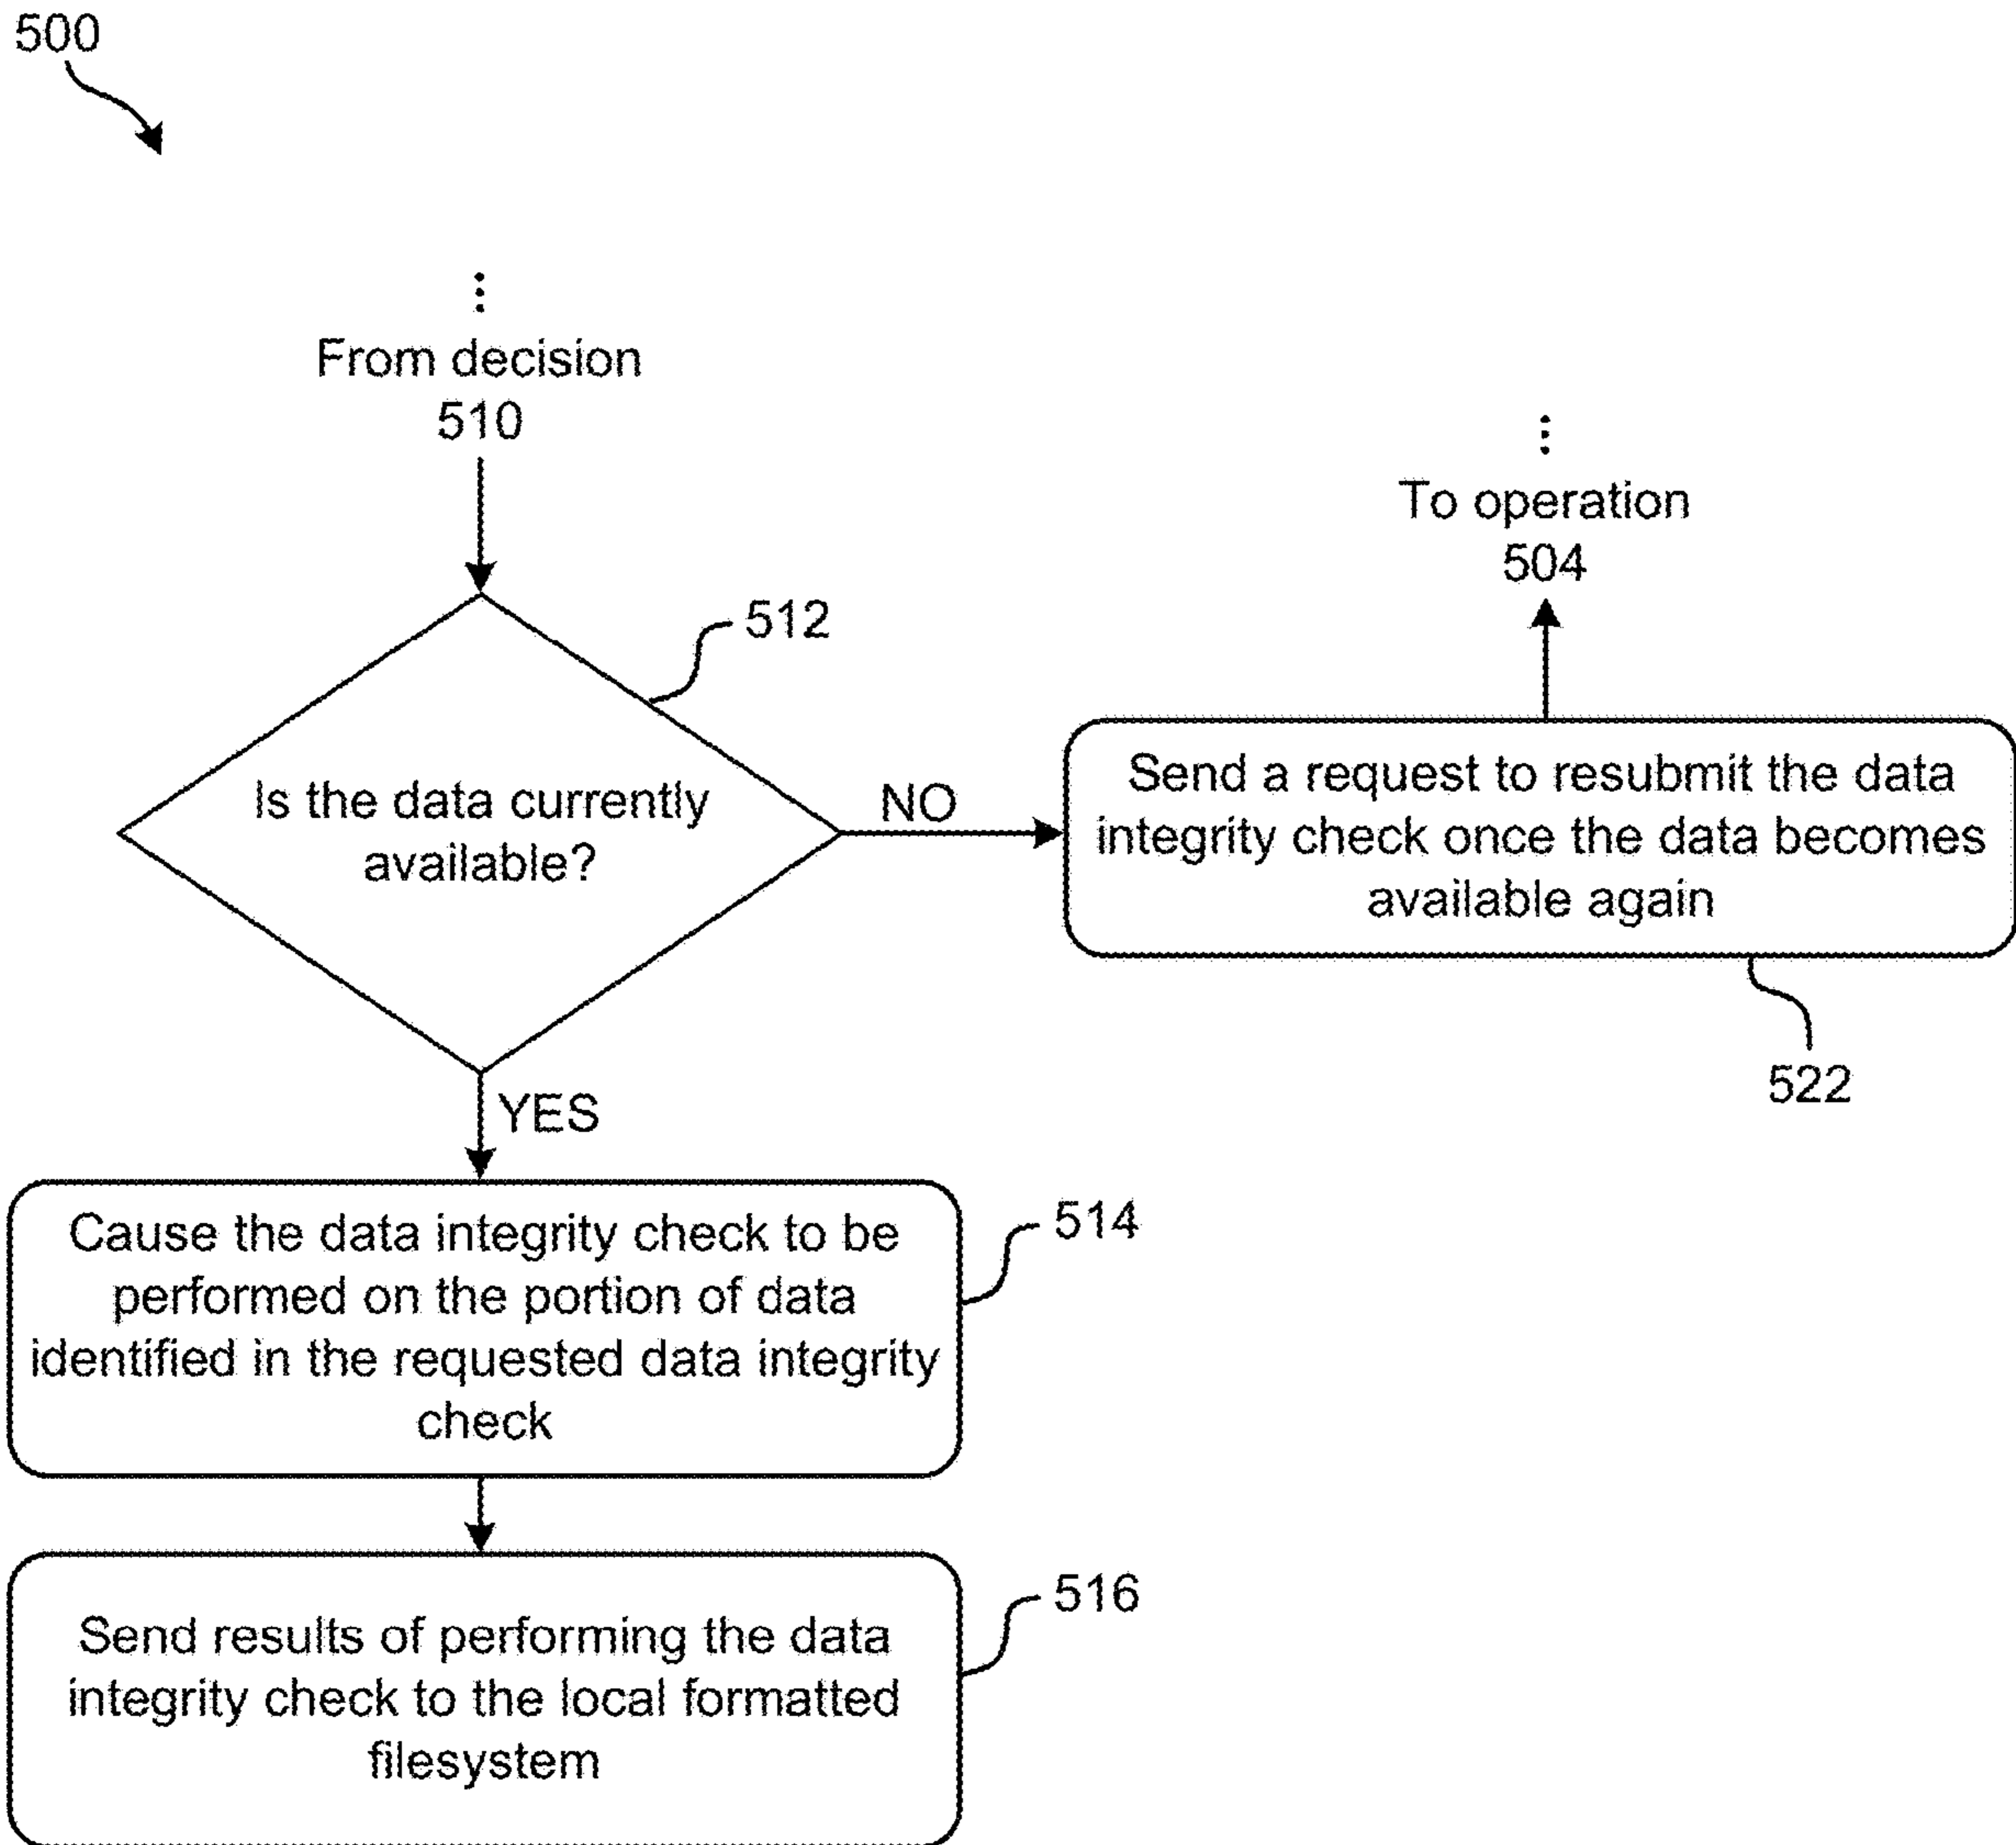 500
⋮
From decision
510
⋮
To operation
504
512
Is the data currently
available?
NO
Send a request to resubmit the data
integrity check once the data becomes
available again
522
YES
Cause the data integrity check to be
performed on the portion of data
identified in the requested data integrity
check
514
Send results of performing the data
integrity check to the local formatted
filesystem
516